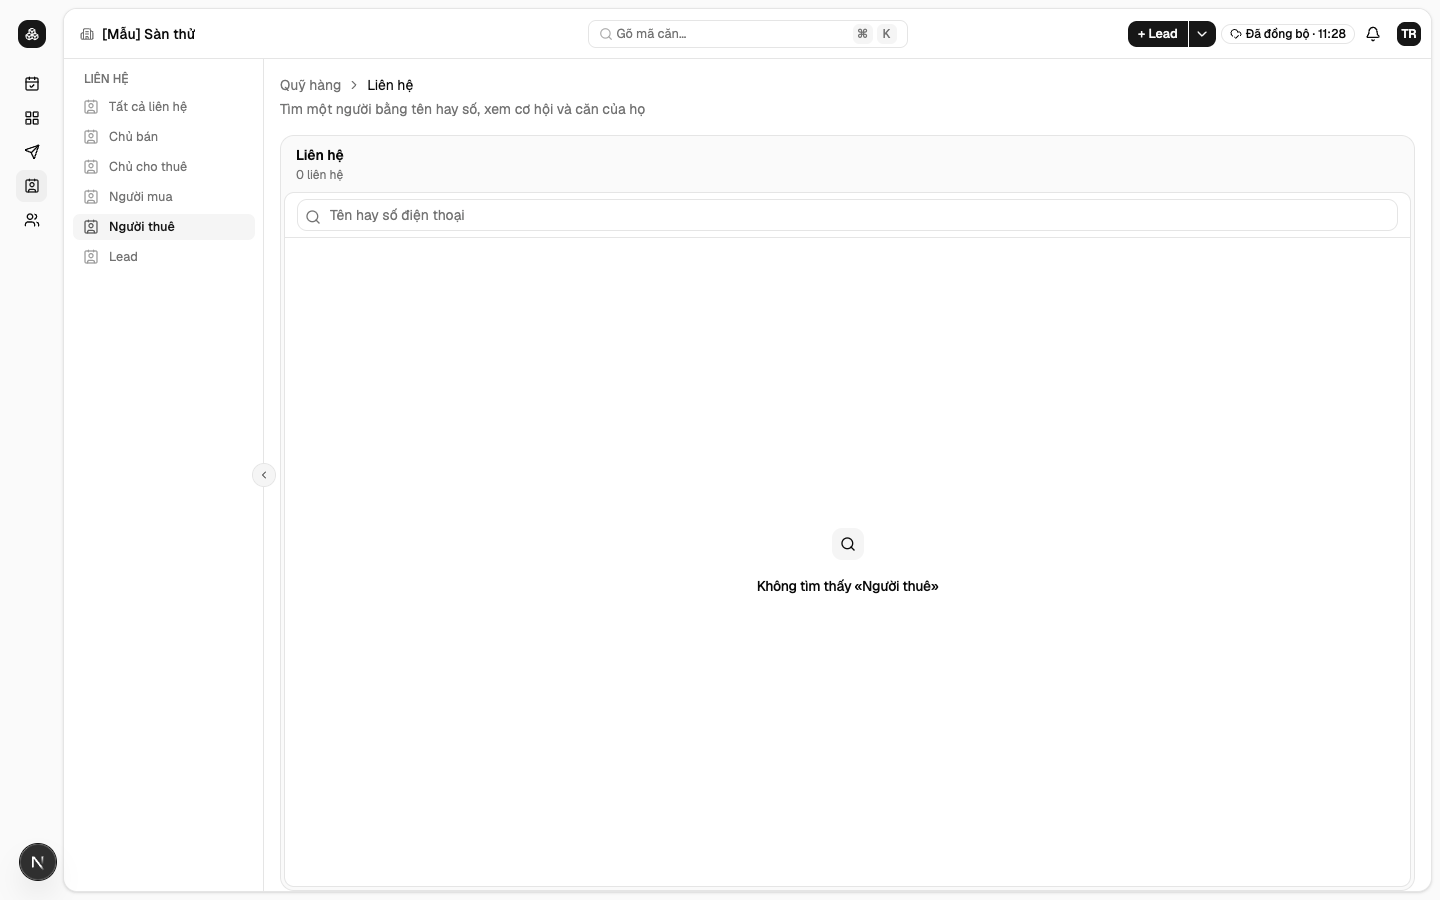 [Mẫu] Sàn thử
Gõ mã căn...
⌘ K
+ Lead
Đã đồng bộ · 11:28
TR
LIÊN HỆ
Tất cả liên hệ
Chủ bán
Chủ cho thuê
Người mua
Người thuê
Lead
Quỹ hàng > Liên hệ
Tìm một người bằng tên hay số, xem cơ hội và căn của họ
Liên hệ
0 liên hệ
Tên hay số điện thoại
Không tìm thấy «Người thuê»
N